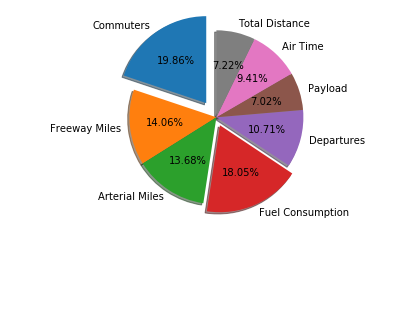 Total Distance
Commuters
Air Time
19.86%
7.22%
9.41%
Payload
7.02%
14.06%
10.71%
Freeway Miles
Departures
13.68%
18.05%
Arterial Miles
Fuel Consumption